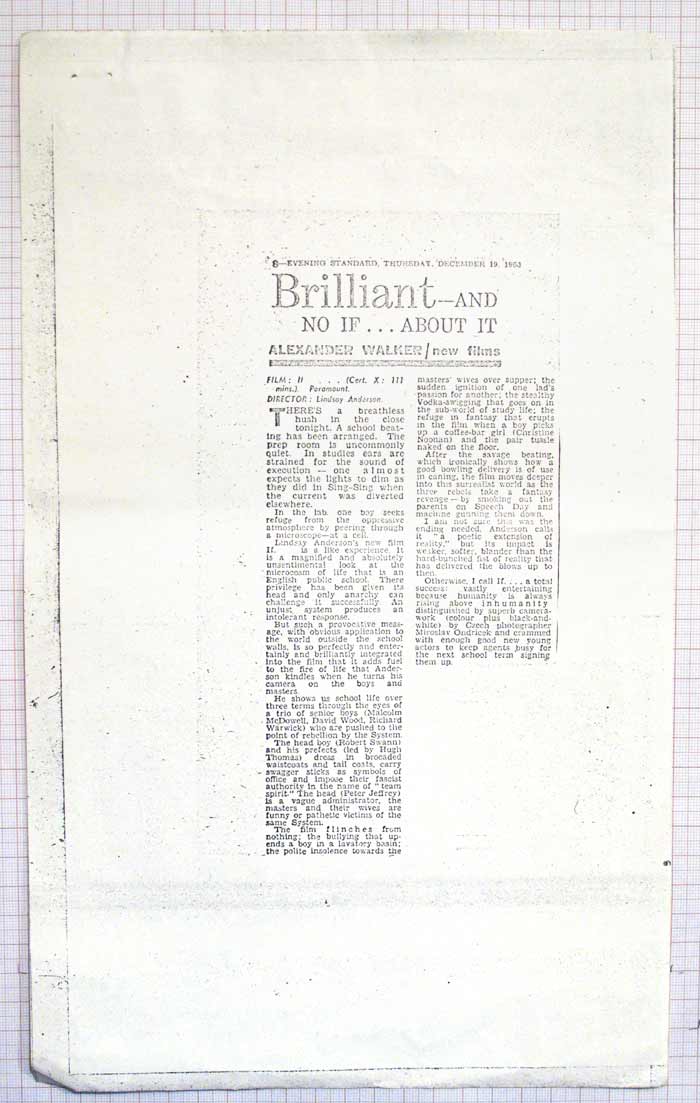 8—EVENING STANDARD, THURSDAY, DECEMBER 19, 1963
Brilliant—AND
NO IF . . . ABOUT IT
ALEXANDER WALKER/new films
FILM: If . . . . (Cert. X: 111
mins.). Paramount.
DIRECTOR: Lindsay Anderson.
THERE'S a breathless
hush in the close
tonight. A school beat-
ing has been arranged. The
prep room is uncommonly
quiet. In studies ears are
strained for the sound of
execution — one almost
expects the lights to dim as
they did in Sing-Sing when
the current was diverted
elsewhere.
In the lab. one boy seeks
refuge from the oppressive
atmosphere by peering through
a microscope—at a cell.
Lindsay Anderson's new film
If. . . . is a like experience. It
is a magnified and absolutely
unsentimental look at the
microcosm of life that is an
English public school. There
privilege has been given its
head and only anarchy can
challenge it successfully. An
unjust system produces an
intolerant response.
But such a provocative mess-
age, with obvious application to
the world outside the school
walls, is so perfectly and enter-
tainly and brilliantly integrated
into the film that it adds fuel
to the fire of life that Ander-
son kindles when he turns his
camera on the boys and
masters.
He shows us school life over
three terms through the eyes of
a trio of senior boys (Malcolm
McDowell, David Wood, Richard
Warwick) who are pushed to the
point of rebellion by the System.
The head boy (Robert Swann)
and his prefects (led by Hugh
Thomas) dress in brocaded
waistcoats and tail coats, carry
swagger sticks as symbols of
office and impose their fascist
authority in the name of "team
spirit." The head (Peter Jeffrey)
is a vague administrator, the
masters and their wives are
funny or pathetic victims of the
same System.
The film flinches from
nothing; the bullying that up-
ends a boy in a lavatory basin;
the polite insolence towards the
masters' wives over supper; the
sudden ignition of one lad's
passion for another; the stealthy
Vodka-swigging that goes on in
the sub-world of study life; the
refuge in fantasy that erupts
in the film when a boy picks
up a coffee-bar girl (Christine
Noonan) and the pair tussle
naked on the floor.
After the savage beating,
which ironically shows how a
good bowling delivery is of use
in caning, the film moves deeper
into this surrealist world as the
three rebels take a fantasy
revenge—by smoking out the
parents on Speech Day and
machine gunning them down.
I am not sure this was the
ending needed. Anderson calls
it "a poetic extension of
reality," but its impact is
weaker, softer, blander than the
hard-bunched fist of reality that
has delivered the blows up to
then.
Otherwise, I call If. . . . a total
success: vastly entertaining
because humanity is always
rising above inhumanity
distinguished by superb camera-
work (colour plus black-and-
white) by Czech photographer
Miroslav Ondricek and crammed
with enough good new young
actors to keep agents busy for
the next school term signing
them up.